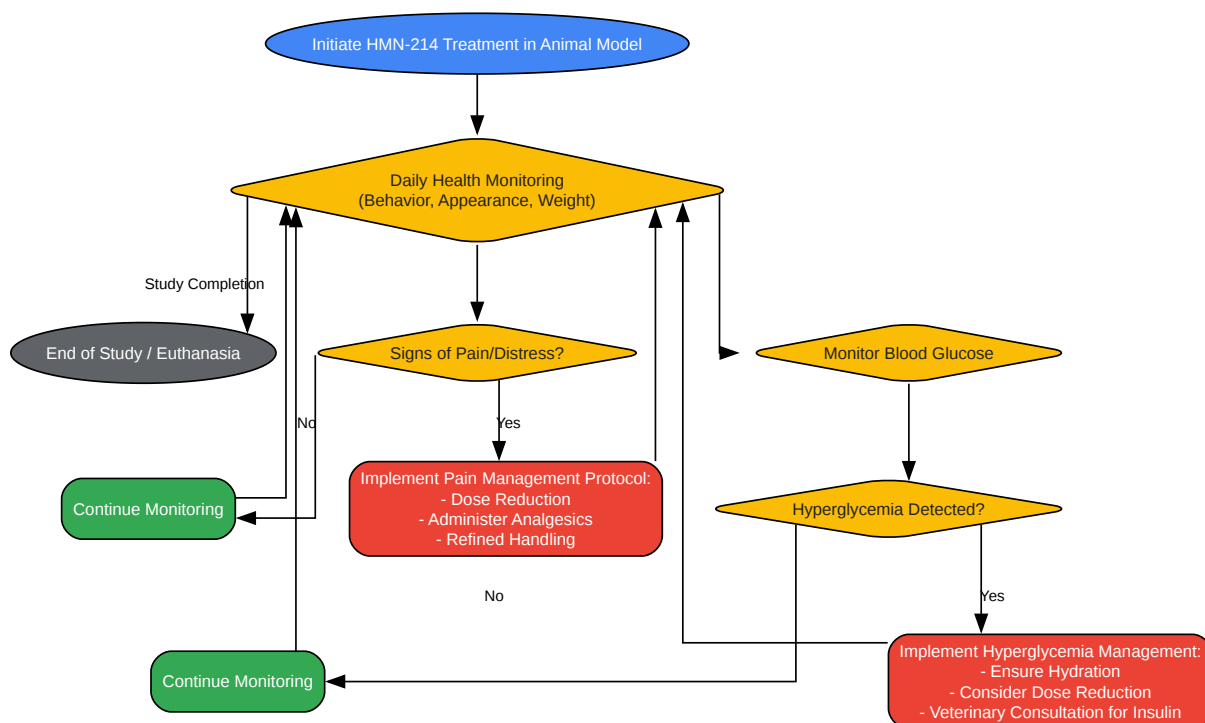 Initiate HMN-214 Treatment in Animal Model
Daily Health Monitoring
(Behavior, Appearance, Weight)
Study Completion
End of Study / Euthanasia
Signs of Pain/Distress?
Monitor Blood Glucose
No
Yes
Implement Pain Management Protocol:
- Dose Reduction
- Administer Analgesics
- Refined Handling
Continue Monitoring
Hyperglycemia Detected?
No
Yes
Implement Hyperglycemia Management:
- Ensure Hydration
- Consider Dose Reduction
- Veterinary Consultation for Insulin
Continue Monitoring